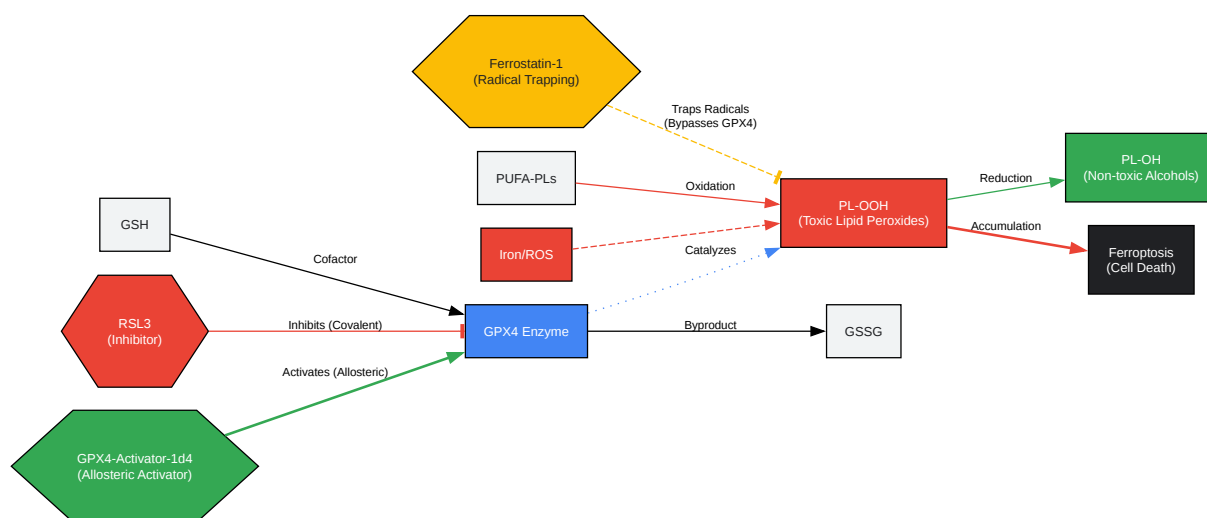 Ferrostatin-1
(Radical Trapping)
Traps Radicals
(Bypasses GPX4)
PUFA-PLs
Oxidation
PL-OOH
(Toxic Lipid Peroxides)
Reduction
PL-OH
(Non-toxic Alcohols)
GSH
Cofactor
Iron/ROS
Catalyzes
Accumulation
Ferroptosis
(Cell Death)
RSL3
(Inhibitor)
Inhibits (Covalent)
GPX4 Enzyme
Byproduct
GSSG
Activates (Allosteric)
GPX4-Activator-1d4
(Allosteric Activator)